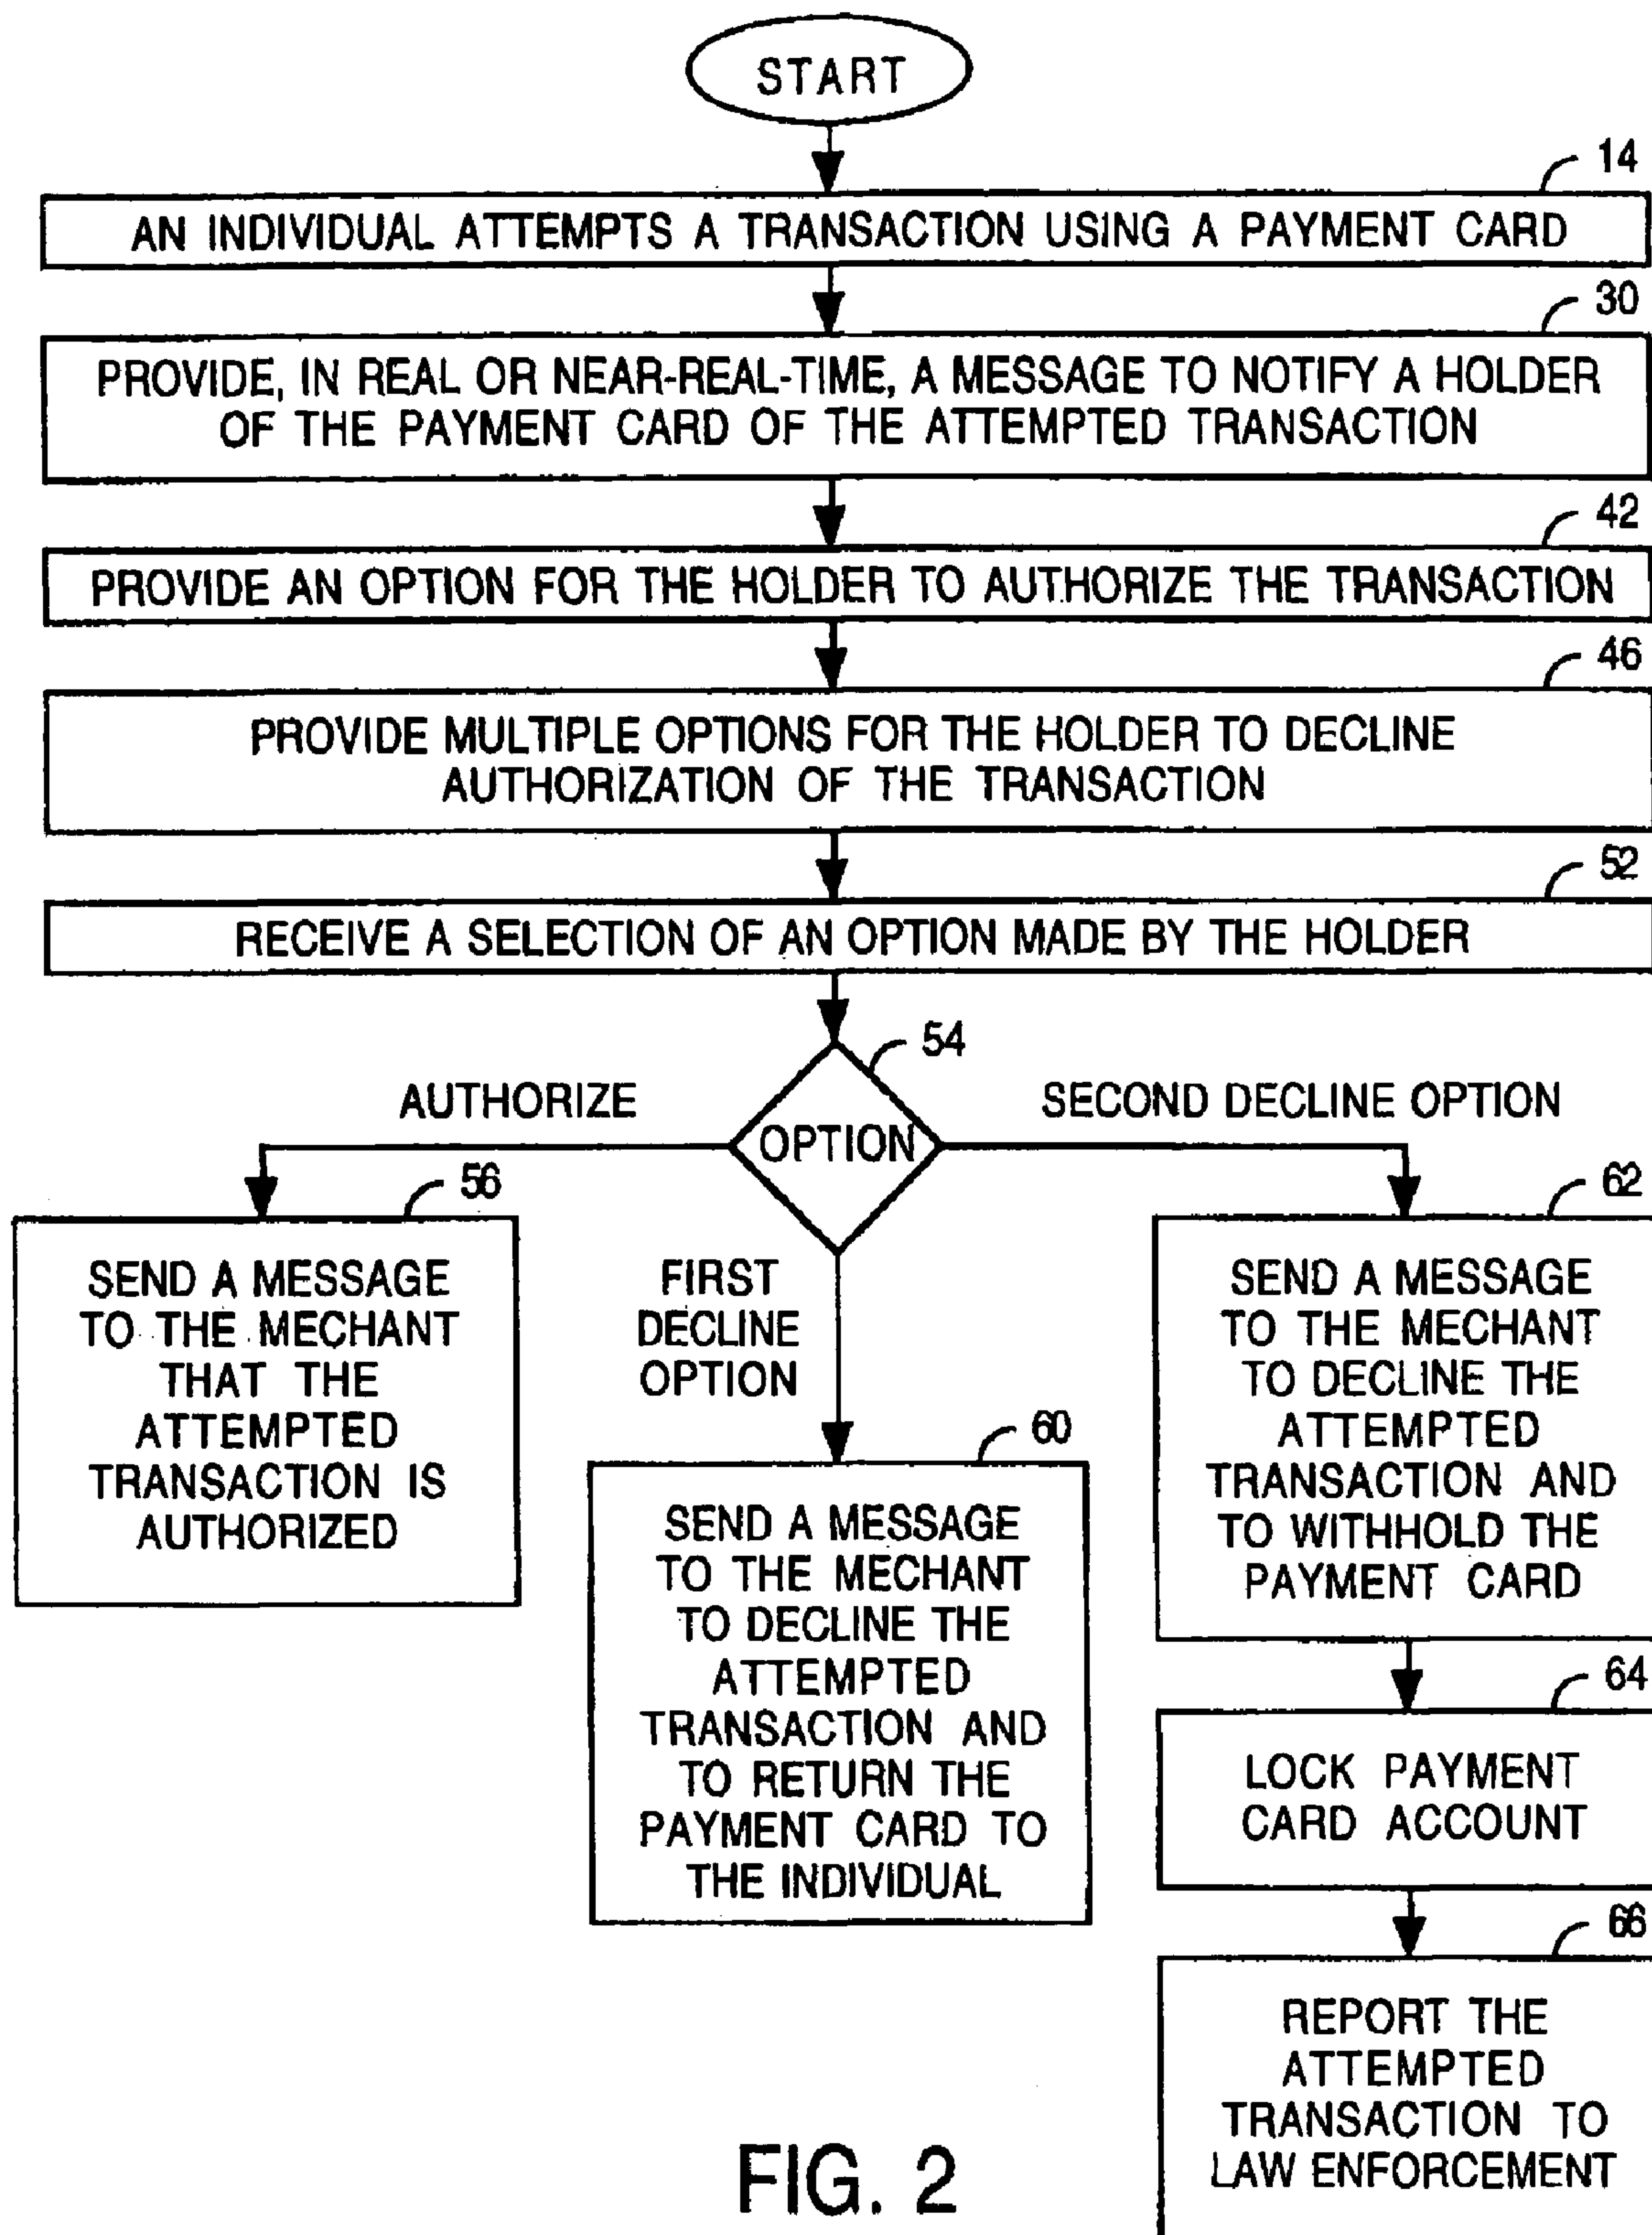 START
14
AN INDIVIDUAL ATTEMPTS A TRANSACTION USING A PAYMENT CARD
30
PROVIDE, IN REAL OR NEAR-REAL-TIME, A MESSAGE TO NOTIFY A HOLDER
OF THE PAYMENT CARD OF THE ATTEMPTED TRANSACTION
42
PROVIDE AN OPTION FOR THE HOLDER TO AUTHORIZE THE TRANSACTION
46
PROVIDE MULTIPLE OPTIONS FOR THE HOLDER TO DECLINE
AUTHORIZATION OF THE TRANSACTION
52
RECEIVE A SELECTION OF AN OPTION MADE BY THE HOLDER
54
OPTION
AUTHORIZE
56
SEND A MESSAGE
TO THE MECHANT
THAT THE
ATTEMPTED
TRANSACTION IS
AUTHORIZED
FIRST
DECLINE
OPTION
60
SEND A MESSAGE
TO THE MECHANT
TO DECLINE THE
ATTEMPTED
TRANSACTION AND
TO RETURN THE
PAYMENT CARD TO
THE INDIVIDUAL
SECOND DECLINE OPTION
62
SEND A MESSAGE
TO THE MECHANT
TO DECLINE THE
ATTEMPTED
TRANSACTION AND
TO WITHHOLD THE
PAYMENT CARD
64
LOCK PAYMENT
CARD ACCOUNT
66
REPORT THE
ATTEMPTED
TRANSACTION TO
LAW ENFORCEMENT
FIG. 2